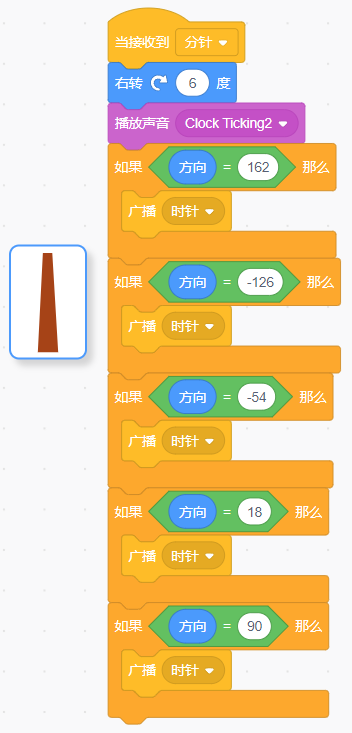 当接收到 分针
右转 6 度
播放声音 Clock Ticking2
如果 方向 = 162 那么
广播 时针
如果 方向 = -126 那么
广播 时针
如果 方向 = -54 那么
广播 时针
如果 方向 = 18 那么
广播 时针
如果 方向 = 90 那么
广播 时针